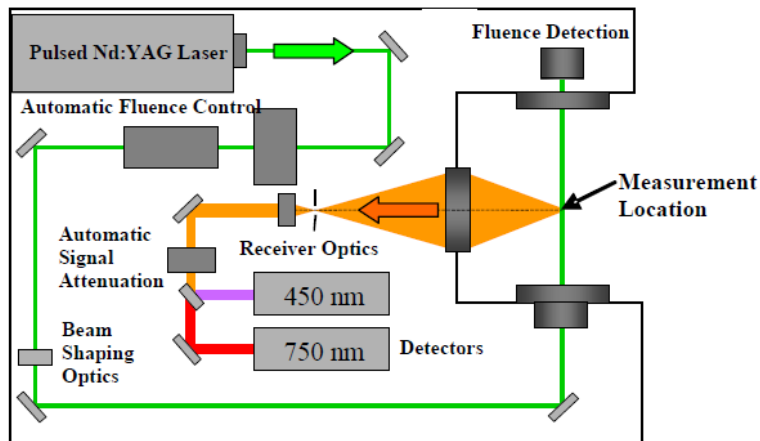 Pulsed Nd:YAG Laser
Fluence Detection
Automatic Fluence Control
Measurement
Location
Receiver Optics
Automatic
Signal
Attenuation
450 nm
750 nm
Detectors
Beam
Shaping
Optics